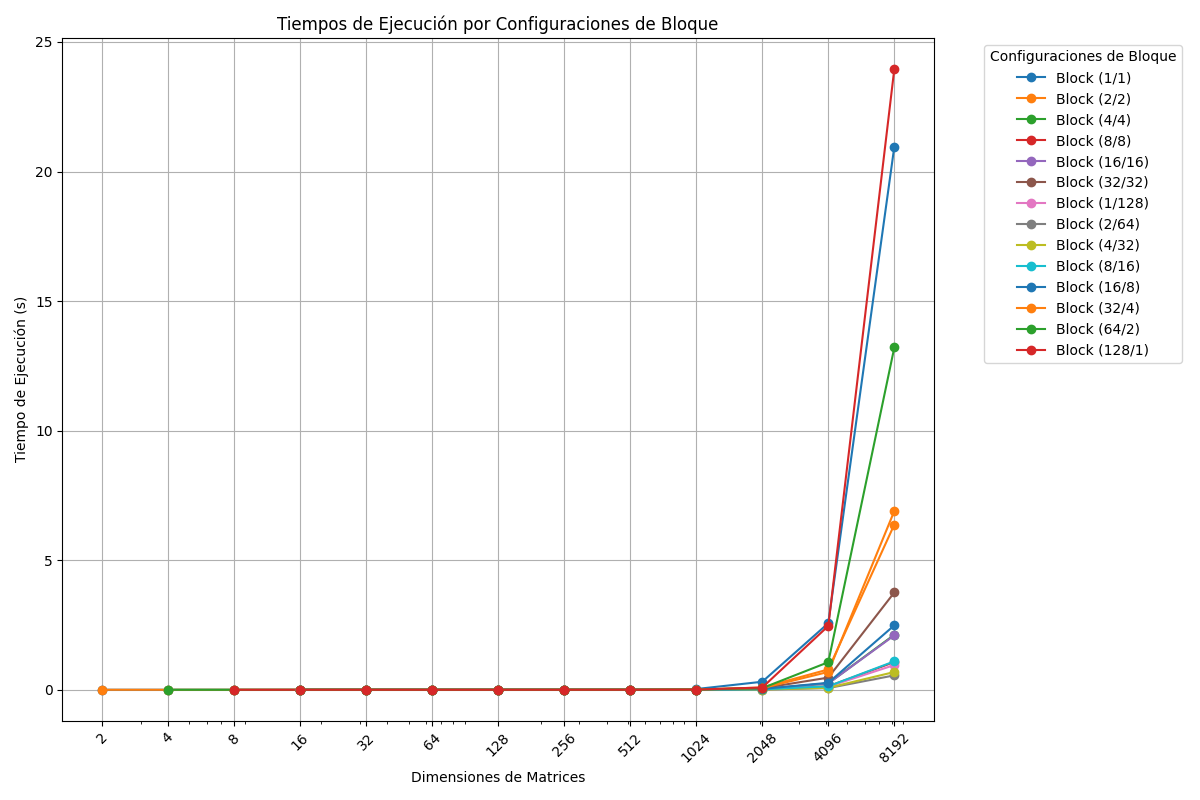 Tiempos de Ejecución por Configuraciones de Bloque
Tiempo de Ejecución (s)
25
20
15
10
5
0
2
4
8
16
32
64
128
256
512
1024
2048
4096
8192
Dimensiones de Matrices
Configuraciones de Bloque
Block (1/1)
Block (2/2)
Block (4/4)
Block (8/8)
Block (16/16)
Block (32/32)
Block (1/128)
Block (2/64)
Block (4/32)
Block (8/16)
Block (16/8)
Block (32/4)
Block (64/2)
Block (128/1)